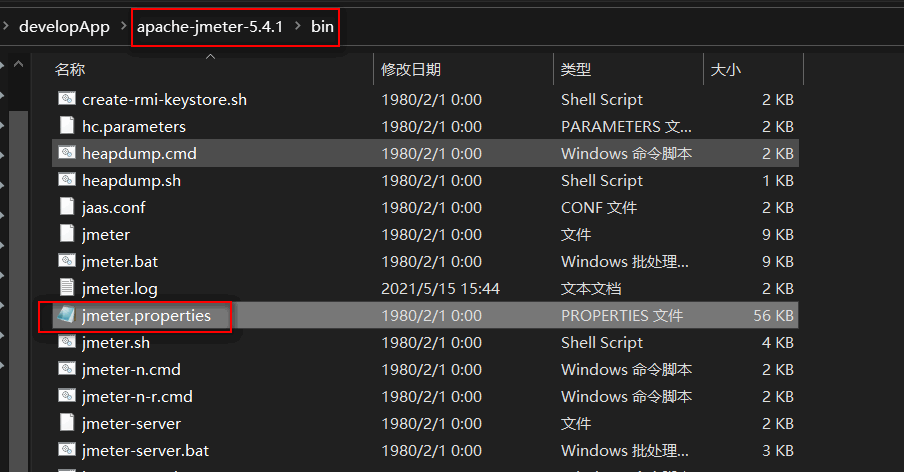 developApp > apache-jmeter-5.4.1 > bin
名称 修改日期 类型 大小
create-rmi-keystore.sh 1980/2/1 0:00 Shell Script 2 KB
hc.parameters 1980/2/1 0:00 PARAMETERS 文... 2 KB
heapdump.cmd 1980/2/1 0:00 Windows 命令脚本 2 KB
heapdump.sh 1980/2/1 0:00 Shell Script 1 KB
jaas.conf 1980/2/1 0:00 CONF 文件 2 KB
jmeter 1980/2/1 0:00 文件 9 KB
jmeter.bat 1980/2/1 0:00 Windows 批处理... 9 KB
jmeter.log 2021/5/15 15:44 文本文档 2 KB
jmeter.properties 1980/2/1 0:00 PROPERTIES 文件 56 KB
jmeter.sh 1980/2/1 0:00 Shell Script 4 KB
jmeter-n.cmd 1980/2/1 0:00 Windows 命令脚本 2 KB
jmeter-n-r.cmd 1980/2/1 0:00 Windows 命令脚本 2 KB
jmeter-server 1980/2/1 0:00 文件 2 KB
jmeter-server.bat 1980/2/1 0:00 Windows 批处理... 3 KB